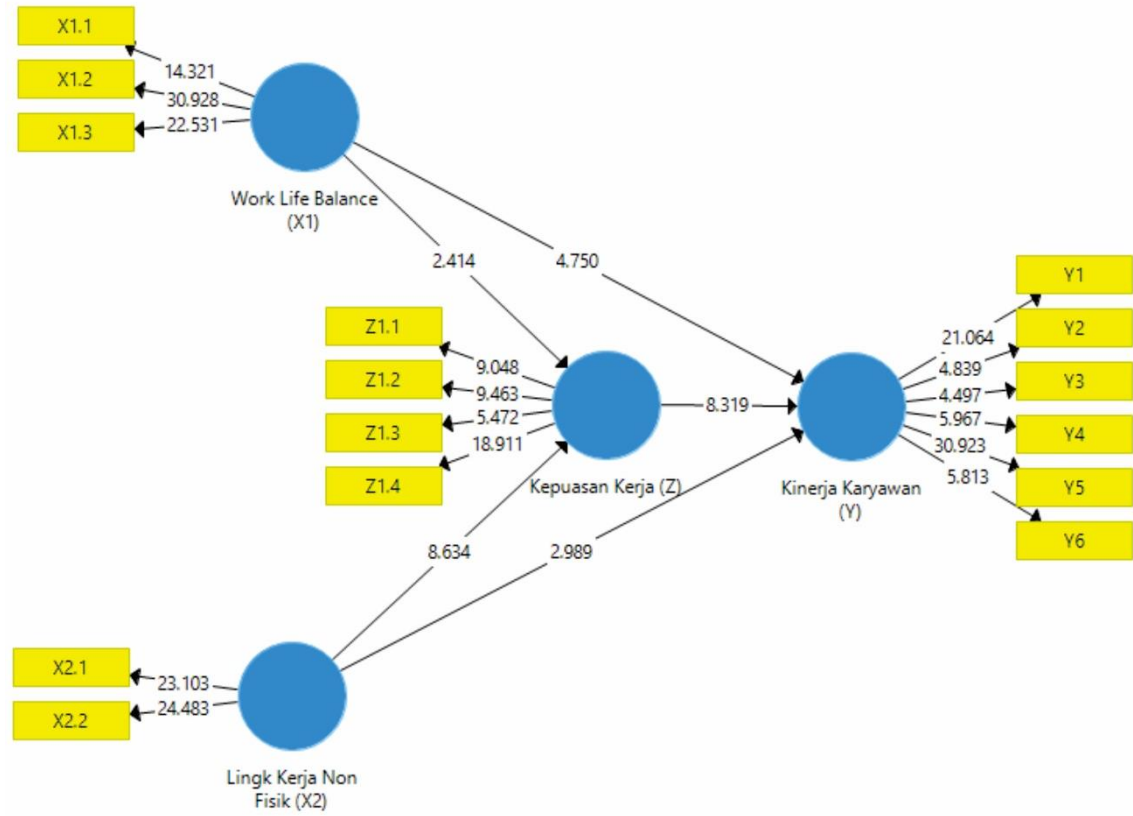 X1.1
X1.2
X1.3
14.321
30.928
22.531
Work Life Balance
(X1)
2.414
4.750
Z1.1
Z1.2
Z1.3
Z1.4
9.048
9.463
5.472
18.911
Kepuasan Kerja (Z)
8.319
Kinerja Karyawan
(Y)
21.064
4.839
4.497
5.967
30.923
5.813
Y1
Y2
Y3
Y4
Y5
Y6
8.634
2.989
X2.1
X2.2
23.103
24.483
Lingk Kerja Non
Fisik (X2)